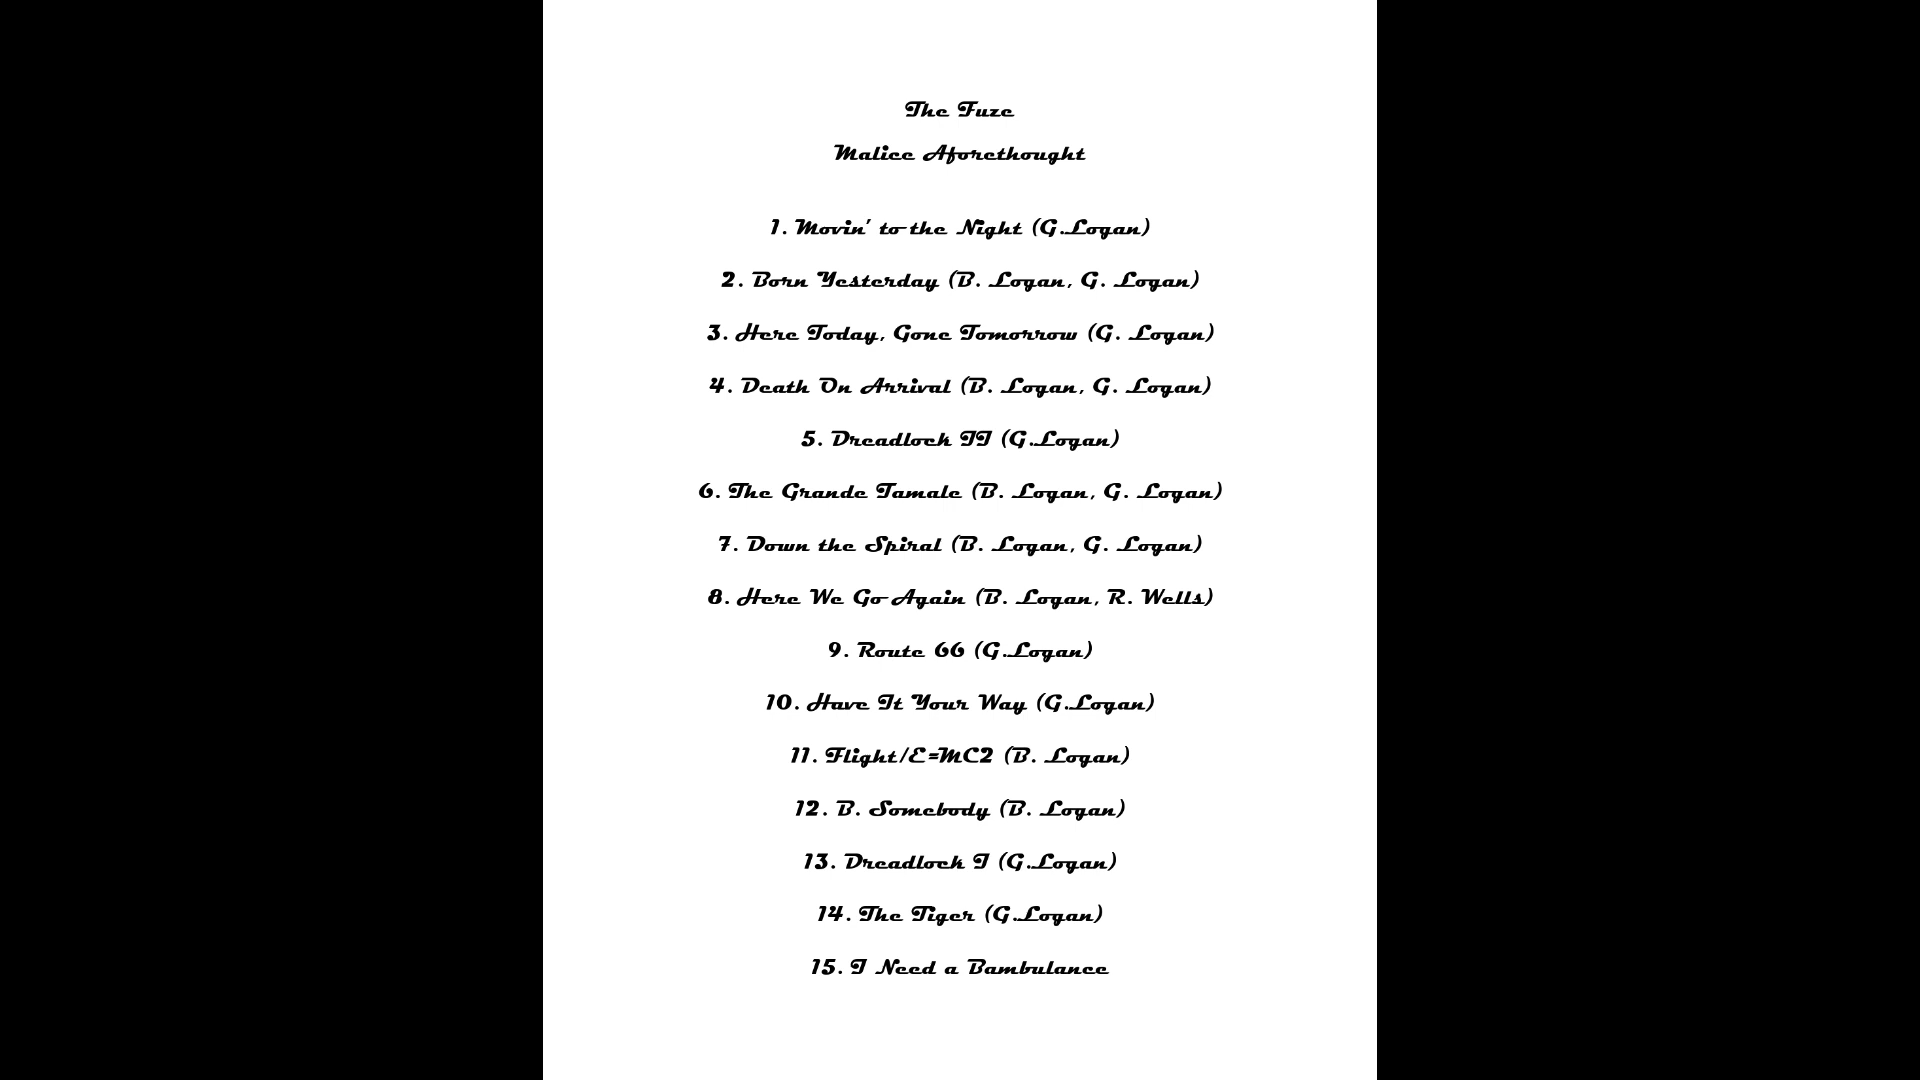 The Fuze
Malice Aforethought
1. Movin' to the Night (G.Logan)
2. Born Yesterday (B. Logan, G. Logan)
3. Here Today, Gone Tomorrow (G. Logan)
4. Death On Arrival (B. Logan, G. Logan)
5. Dreadlock II (G.Logan)
6. The Grande Tamale (B. Logan, G. Logan)
7. Down the Spiral (B. Logan, G. Logan)
8. Here We Go Again (B. Logan, R. Wells)
9. Route 66 (G.Logan)
10. Have It Your Way (G.Logan)
11. Flight/E=MC2 (B. Logan)
12. B. Somebody (B. Logan)
13. Dreadlock I (G.Logan)
14. The Tiger (G.Logan)
15. I Need a Bambulance